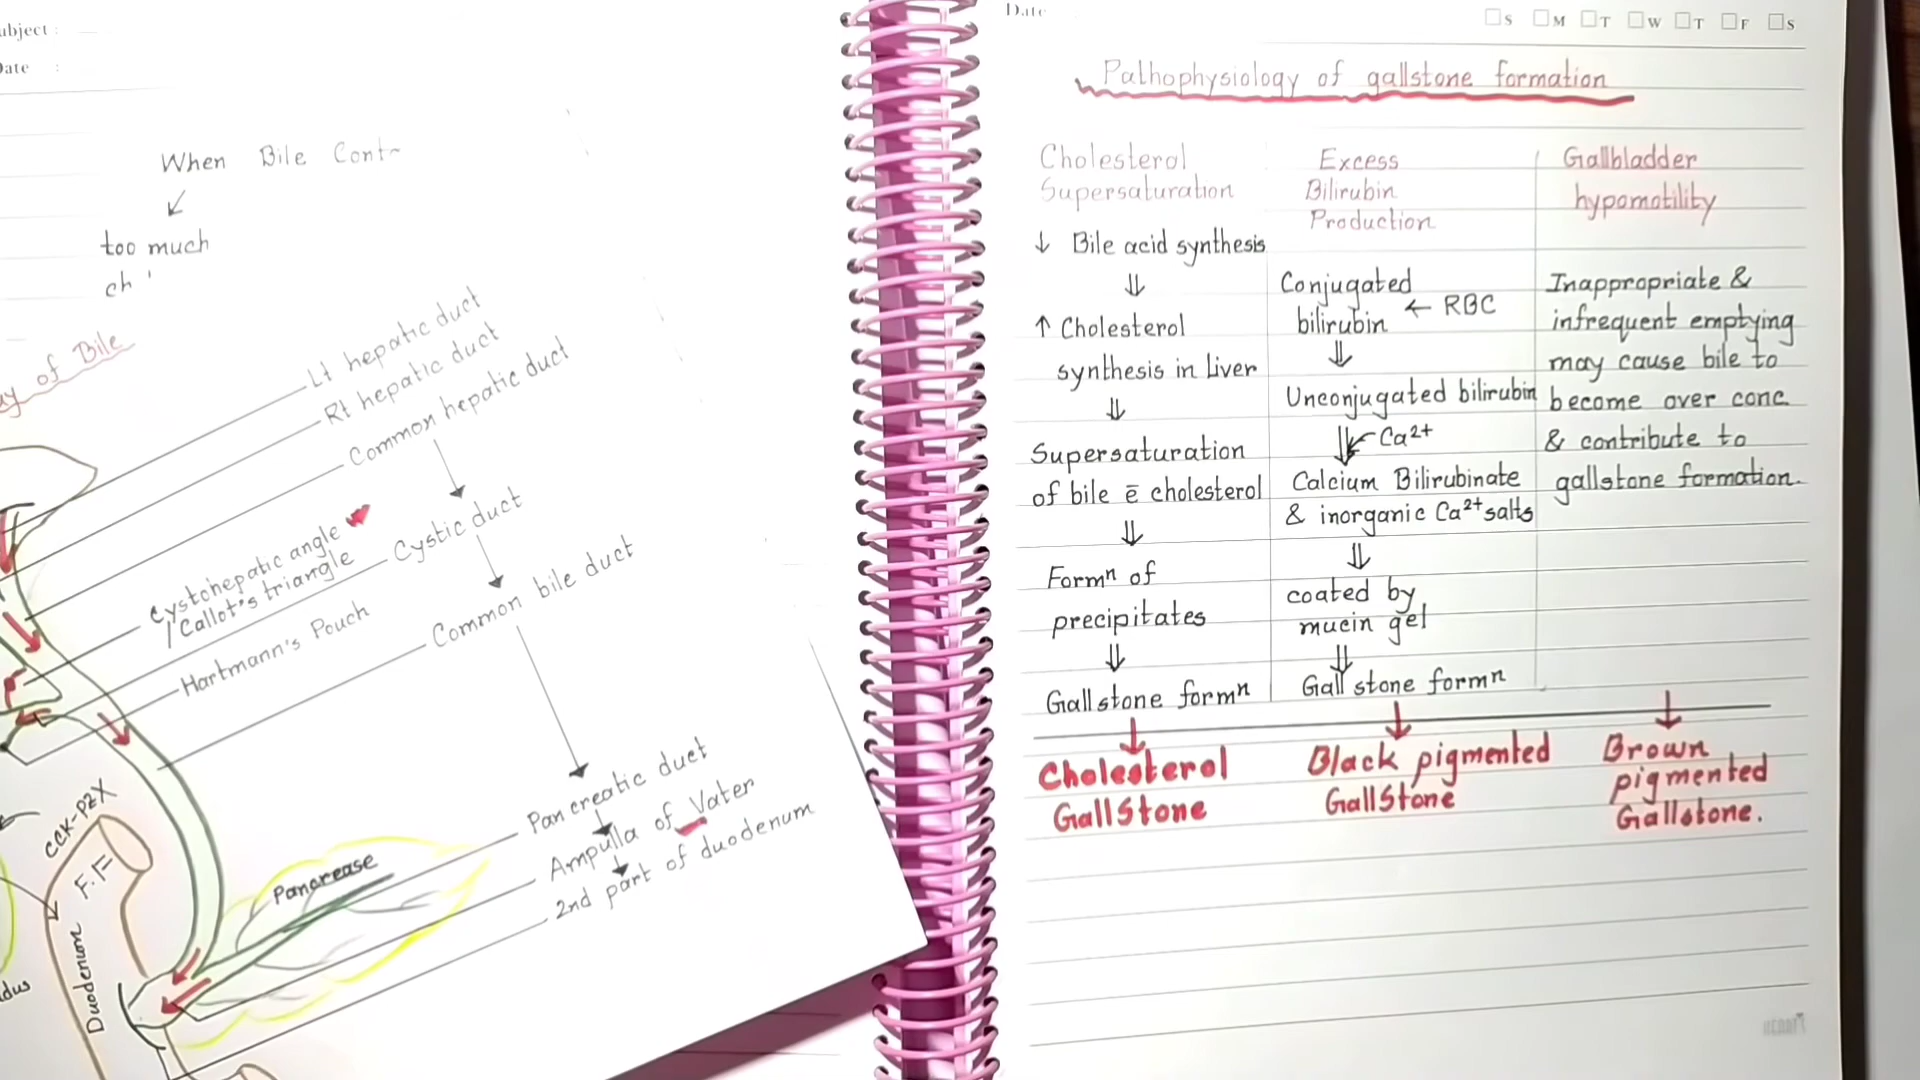 Date :
When Bile Cont~
too much
of Bile
Lt hepatic duct
Rt hepatic duct
Common hepatic duct
Cystohepatic angle
/ Callot's triangle
Cystic duct
Hartmann's Pouch
Common bile duct
CCK-PZX
F.F
Duodenum
Pancrease
Pancreatic duct
Ampulla of Vater
2nd part of duodenum
Date
S M T W T F S
Pathophysiology of gallstone formation
Cholesterol
Supersaturation
↓ Bile acid synthesis
⇓
↑ Cholesterol
synthesis in Liver
⇓
Supersaturation
of bile c̄ cholesterol
⇓
Formⁿ of
precipitates
⇓
Gallstone formⁿ
Cholesterol
GallStone
Excess
Bilirubin
Production
Conjugated
bilirubin ← RBC
⇓
Unconjugated bilirubin
⇓ ← Ca²⁺
Calcium Bilirubinate
& inorganic Ca²⁺salts
⇓
coated by
mucin gel
⇓
Gall stone formⁿ
Black pigmented
GallStone
Gallbladder
hypomotility
Inappropriate &
infrequent emptying
may cause bile to
become over conc
& contribute to
gallstone formation.
Brown
pigmented
Gallstone.